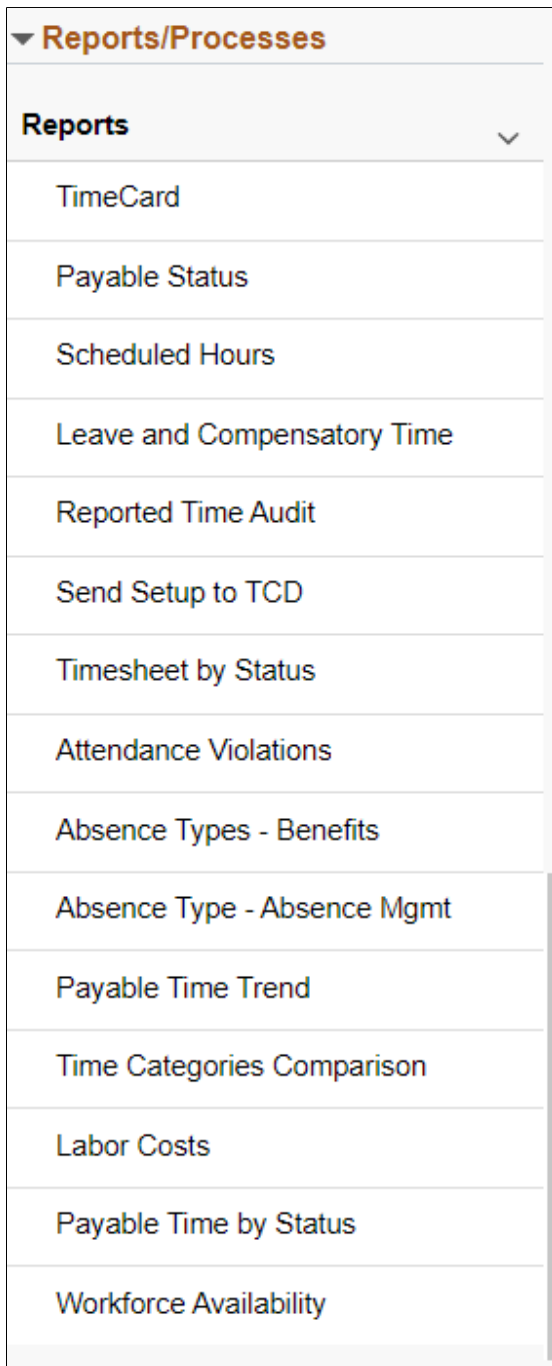 Reports/Processes
Reports
TimeCard
Payable Status
Scheduled Hours
Leave and Compensatory Time
Reported Time Audit
Send Setup to TCD
Timesheet by Status
Attendance Violations
Absence Types - Benefits
Absence Type - Absence Mgmt
Payable Time Trend
Time Categories Comparison
Labor Costs
Payable Time by Status
Workforce Availability